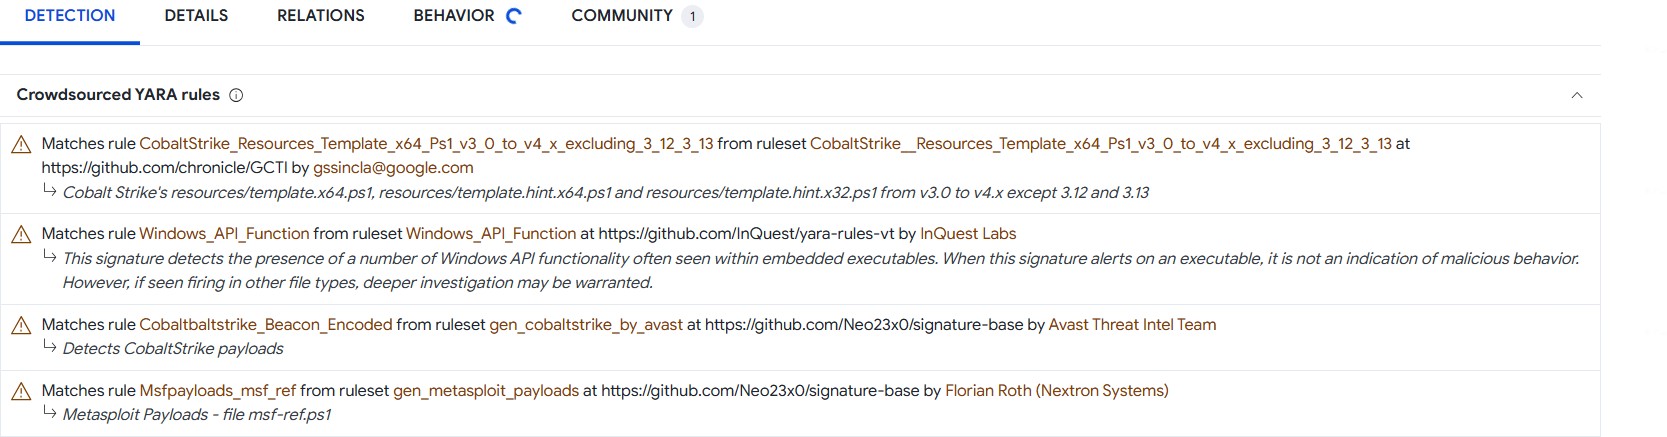 DETECTION DETAILS RELATIONS BEHAVIOR COMMUNITY 1
Crowdsourced YARA rules
Matches rule CobaltStrike_Resources_Template_x64_Ps1_v3_0_to_v4_x_excluding_3_12_3_13 from ruleset CobaltStrike__Resources_Template_x64_Ps1_v3_0_to_v4_x_excluding_3_12_3_13 at
https://github.com/chronicle/GCTI by gssincla@google.com
Cobalt Strike's resources/template.x64.ps1, resources/template.hint.x64.ps1 and resources/template.hint.x32.ps1 from v3.0 to v4.x except 3.12 and 3.13
Matches rule Windows_API_Function from ruleset Windows_API_Function at https://github.com/InQuest/yara-rules-vt by InQuest Labs
This signature detects the presence of a number of Windows API functionality often seen within embedded executables. When this signature alerts on an executable, it is not an indication of malicious behavior.
However, if seen firing in other file types, deeper investigation may be warranted.
Matches rule Cobaltbaltstrike_Beacon_Encoded from ruleset gen_cobaltstrike_by_avast at https://github.com/Neo23x0/signature-base by Avast Threat Intel Team
Detects CobaltStrike payloads
Matches rule Msfpayloads_msf_ref from ruleset gen_metasploit_payloads at https://github.com/Neo23x0/signature-base by Florian Roth (Nextron Systems)
Metasploit Payloads - file msf-ref.ps1